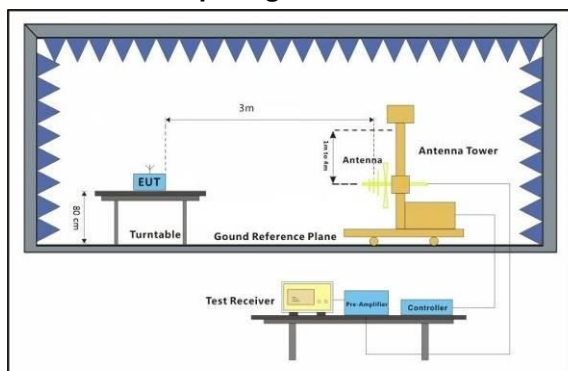 3m
1m to 4m
Antenna
Antenna Tower
EUT
80 cm
Turntable
Gound Reference Plane
Test Receiver
Pre-Amplifier
Controller